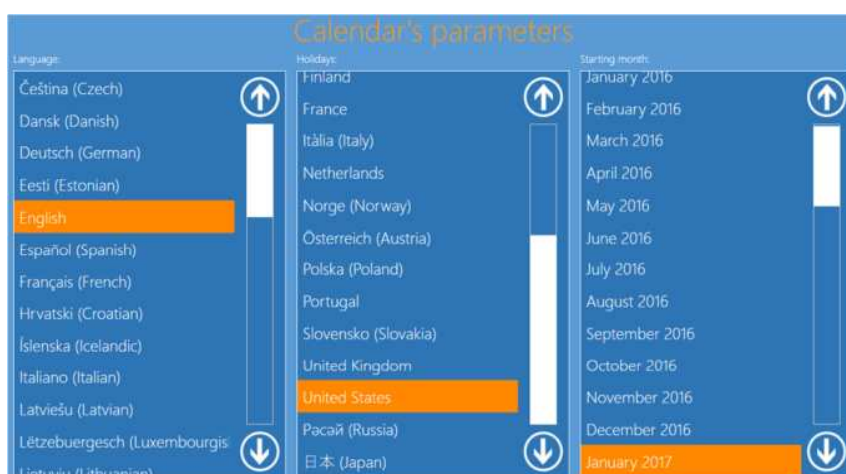 Calendar's parameters
Language:
Čeština (Czech)
Dansk (Danish)
Deutsch (German)
Eesti (Estonian)
English
Español (Spanish)
Français (French)
Hrvatski (Croatian)
Íslenska (Icelandic)
Italiano (Italian)
Latviešu (Latvian)
Lëtzebuergesch (Luxembourgis
Lietuvių (Lithuanian)
Holidays:
Finland
France
Itàlia (Italy)
Netherlands
Norge (Norway)
Österreich (Austria)
Polska (Poland)
Portugal
Slovensko (Slovakia)
United Kingdom
United States
Расай (Russia)
日本 (Japan)
Starting month:
January 2016
February 2016
March 2016
April 2016
May 2016
June 2016
July 2016
August 2016
September 2016
October 2016
November 2016
December 2016
January 2017